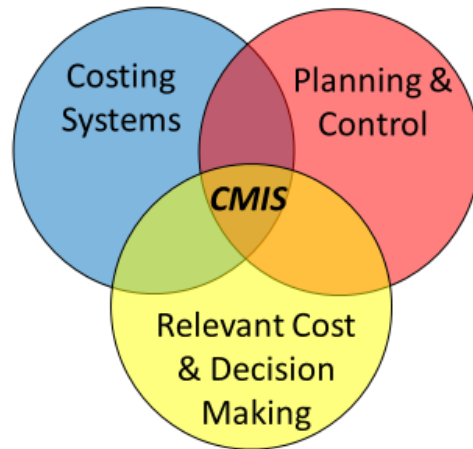 Costing
Systems
Planning &
Control
CMIS
Relevant Cost
& Decision
Making